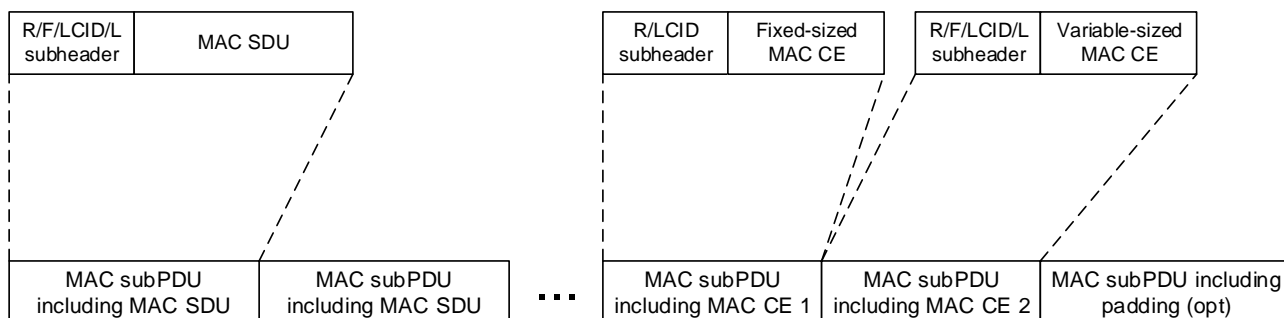 R/F/LCID/L
subheader
MAC SDU
R/LCID
subheader
Fixed-sized
MAC CE
R/F/LCID/L
subheader
Variable-sized
MAC CE
MAC subPDU
including MAC SDU
MAC subPDU
including MAC SDU
...
MAC subPDU
including MAC CE 1
MAC subPDU
including MAC CE 2
MAC subPDU including
padding (opt)